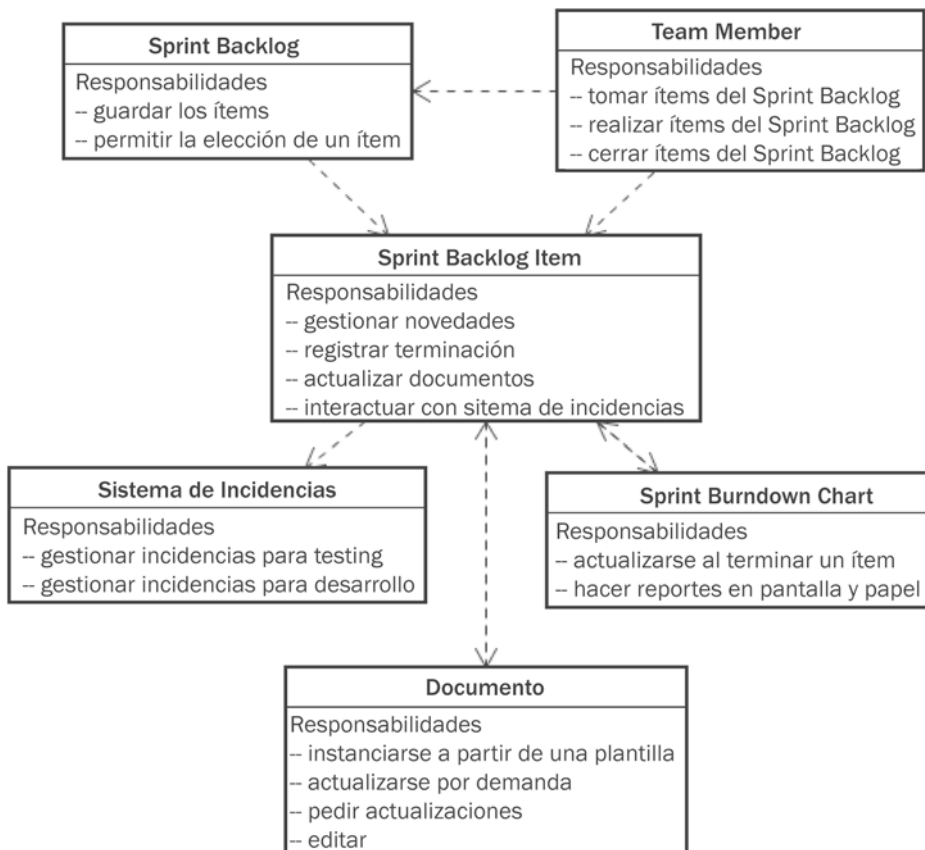 Sprint Backlog
Responsabilidades
-- guardar los ítems
-- permitir la elección de un ítem
Team Member
Responsabilidades
-- tomar ítems del Sprint Backlog
-- realizar ítems del Sprint Backlog
-- cerrar ítems del Sprint Backlog
Sprint Backlog Item
Responsabilidades
-- gestionar novedades
-- registrar terminación
-- actualizar documentos
-- interactuar con sitema de incidencias
Sistema de Incidencias
Responsabilidades
-- gestionar incidencias para testing
-- gestionar incidencias para desarrollo
Sprint Burndown Chart
Responsabilidades
-- actualizarse al terminar un ítem
-- hacer reportes en pantalla y papel
Documento
Responsabilidades
-- instanciarse a partir de una plantilla
-- actualizarse por demanda
-- pedir actualizaciones
-- editar